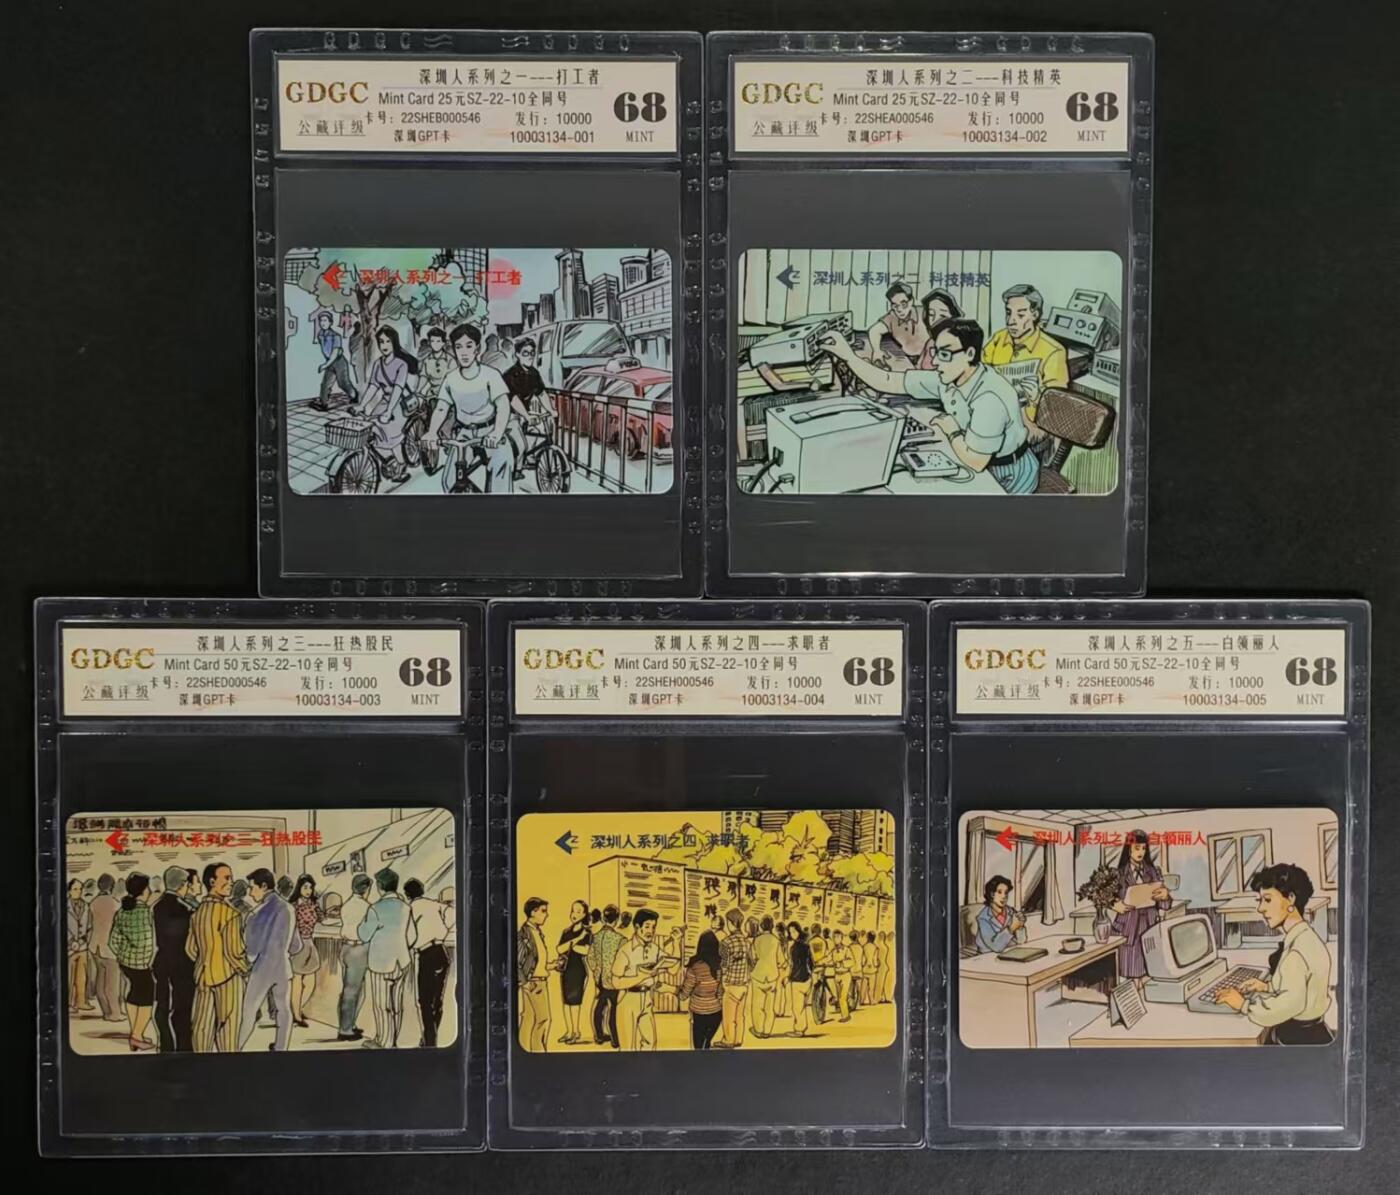 深圳人系列之一---打工者
GDGC Mint Card 25元SZ-22-10全同号 68
卡号：22SHEB000546 发行：10000
公藏评级 深圳GPT卡 10003134-001 MINT
深圳人系列之一 打工者
深圳人系列之二---科技精英
GDGC Mint Card 25元SZ-22-10全同号 68
卡号：22SHEA000546 发行：10000
公藏评级 深圳GPT卡 10003134-002 MINT
深圳人系列之二 科技精英
深圳人系列之三---狂热股民
GDGC Mint Card 50元SZ-22-10全同号 68
卡号：22SHED000546 发行：10000
公藏评级 深圳GPT卡 10003134-003 MINT
深圳人系列之三 狂热股民
深圳人系列之四---求职者
GDGC Mint Card 50元SZ-22-10全同号 68
卡号：22SHEH000546 发行：10000
公藏评级 深圳GPT卡 10003134-004 MINT
深圳人系列之四 求职者
深圳人系列之五---白领丽人
GDGC Mint Card 50元SZ-22-10全同号 68
卡号：22SHEE000546 发行：10000
公藏评级 深圳GPT卡 10003134-005 MINT
深圳人系列之五 白领丽人